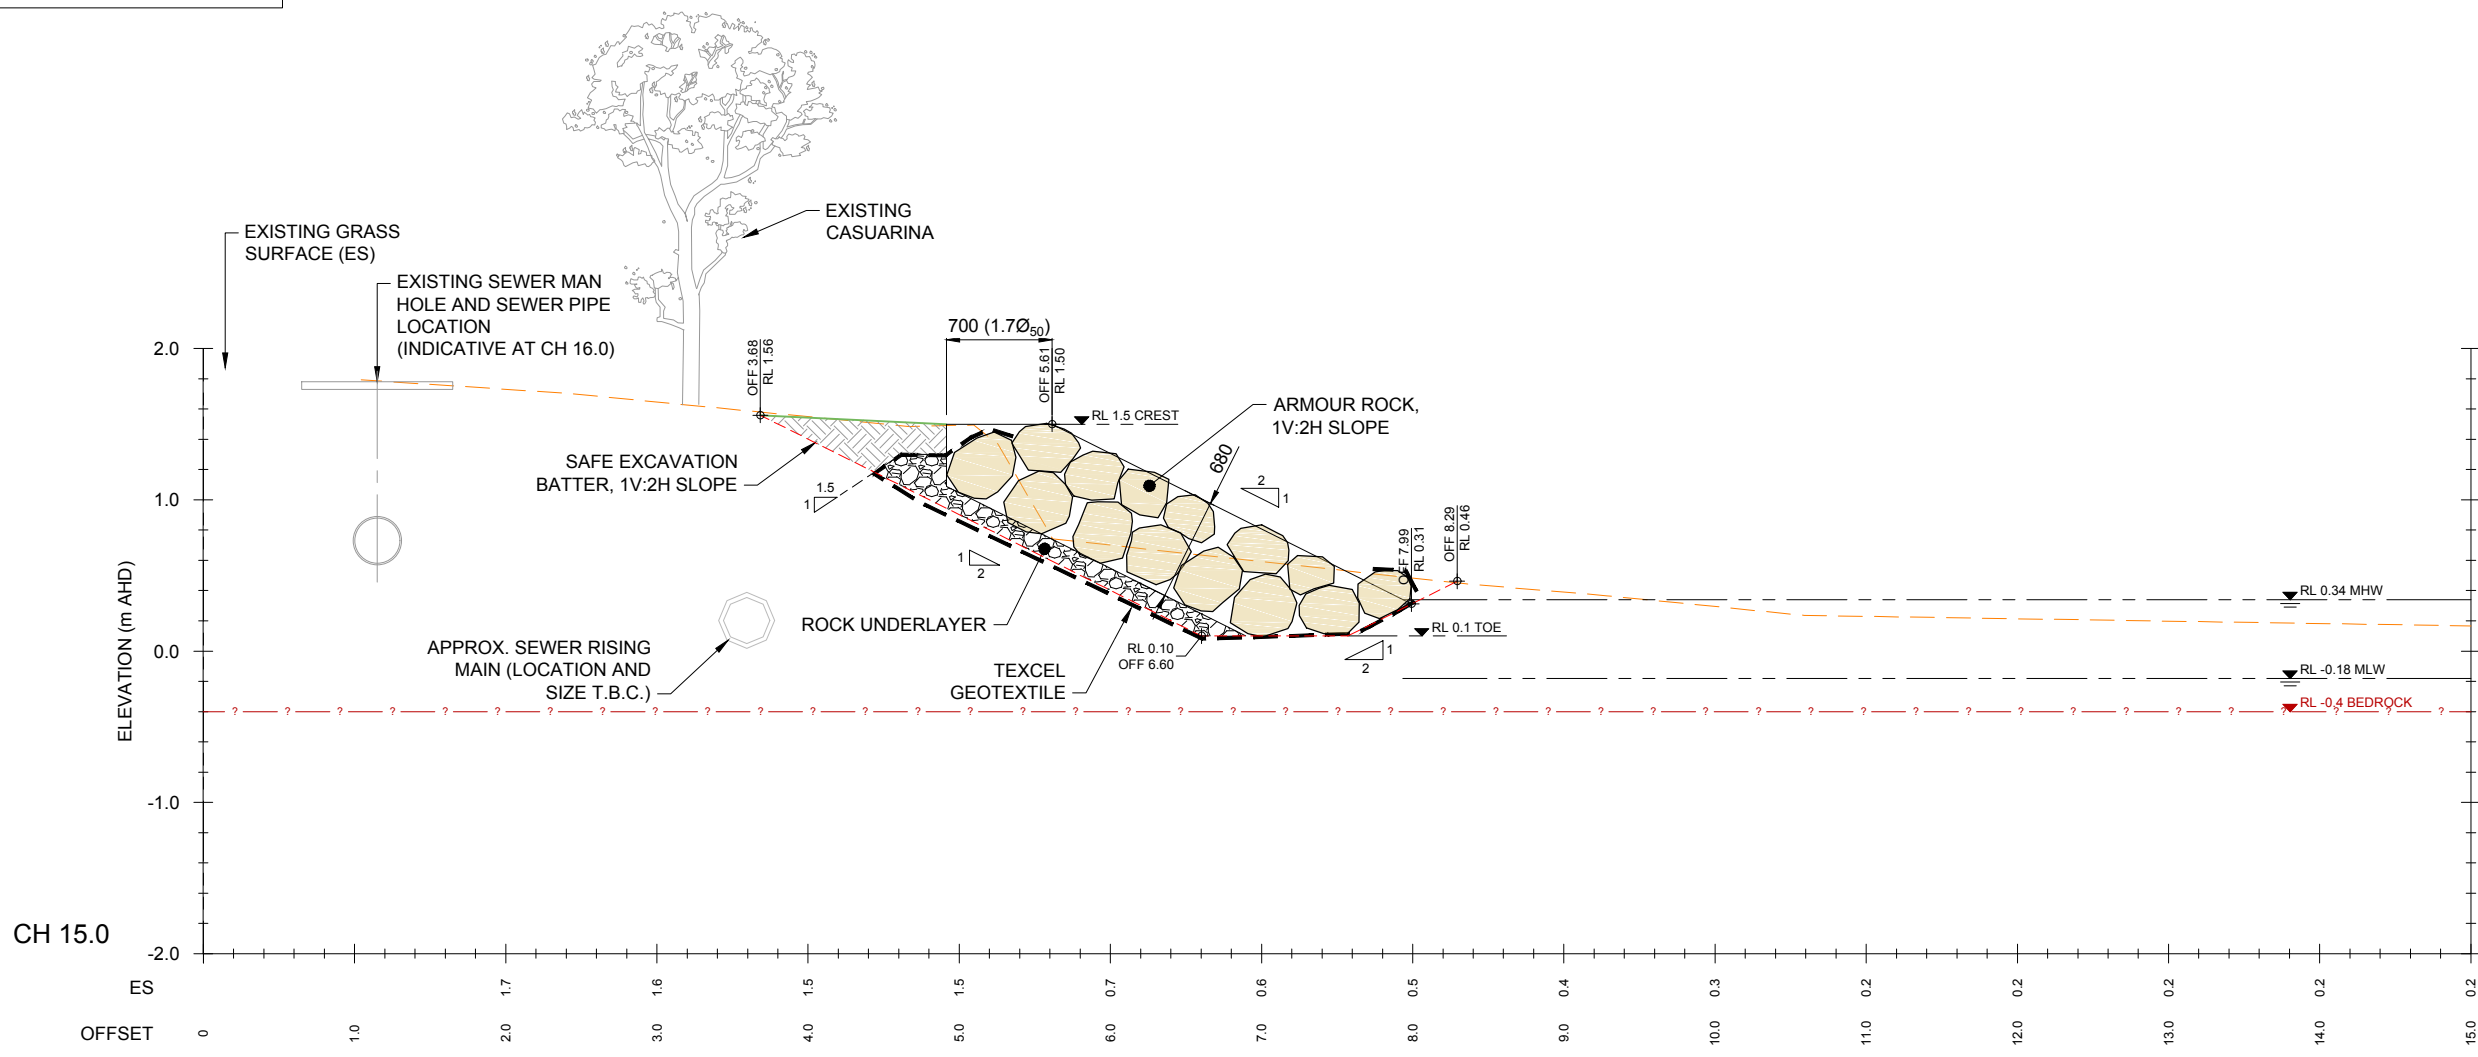 EXISTING
CASUARINA
EXISTING GRASS
SURFACE (ES)
EXISTING SEWER MAN
HOLE AND SEWER PIPE
LOCATION
(INDICATIVE AT CH 16.0)
700 (1.7Ø50)
OFF 3.68
RL 1.56
OFF 5.61
RL 1.50
RL 1.5 CREST
ARMOUR ROCK,
1V:2H SLOPE
680
2
1
SAFE EXCAVATION
BATTER, 1V:2H SLOPE
1.5
1
1
2
OFF 7.99
RL 0.31
OFF 8.29
RL 0.46
RL 0.34 MHW
ROCK UNDERLAYER
RL 0.1 TOE
RL 0.10
OFF 6.60
1
2
APPROX. SEWER RISING
MAIN (LOCATION AND
SIZE T.B.C.)
TEXCEL
GEOTEXTILE
RL -0.18 MLW
RL -0.4 BEDROCK
? ? ? ? ? ? ? ? ? ? ? ? ? ? ? ? ? ? ? ? ? ? ? ? ? ? ? ? ? ? ? ? ? ? ? ? ? ? ? ? ? ? ?
ELEVATION (m AHD)
2.0
1.0
0.0
-1.0
-2.0
CH 15.0
ES 1.7 1.6 1.5 1.5 0.7 0.6 0.5 0.4 0.3 0.2 0.2 0.2 0.2 0.2
OFFSET 0 1.0 2.0 3.0 4.0 5.0 6.0 7.0 8.0 9.0 10.0 11.0 12.0 13.0 14.0 15.0